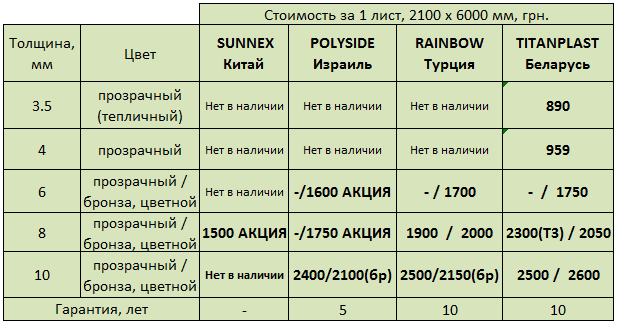 Стоимость за 1 лист, 2100 х 6000 мм, грн.
Толщина, мм Цвет SUNNEX Китай POLYSIDE Израиль RAINBOW Турция TITANPLAST Беларусь
3.5 прозрачный (тепличный) Нет в наличии Нет в наличии Нет в наличии 890
4 прозрачный Нет в наличии Нет в наличии Нет в наличии 959
6 прозрачный / бронза, цветной Нет в наличии -/1600 АКЦИЯ - / 1700 - / 1750
8 прозрачный / бронза, цветной 1500 АКЦИЯ -/1750 АКЦИЯ 1900 / 2000 2300(Т3) / 2050
10 прозрачный / бронза, цветной Нет в наличии 2400/2100(бр) 2500/2150(бр) 2500 / 2600
Гарантия, лет - 5 10 10